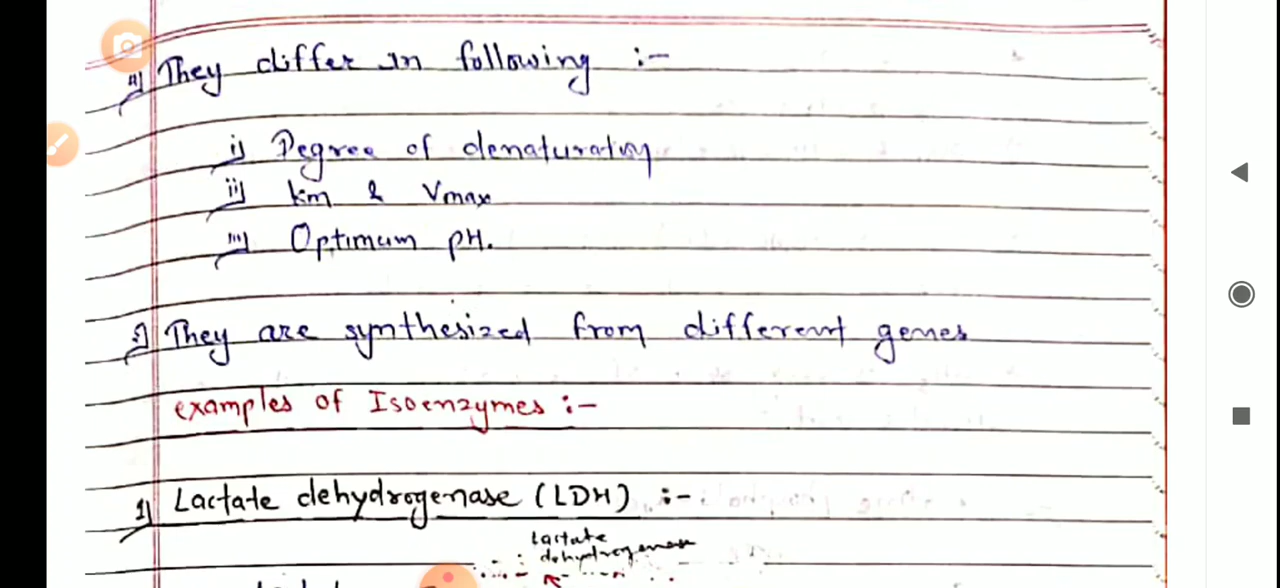 4) They differ in following :-
i) Degree of denaturation
ii) km & Vmax
iii) Optimum pH.
5) They are synthesized from different genes
examples of Isoenzymes :-
1) Lactate dehydrogenase (LDH) :-
Lactate
dehydrogenase